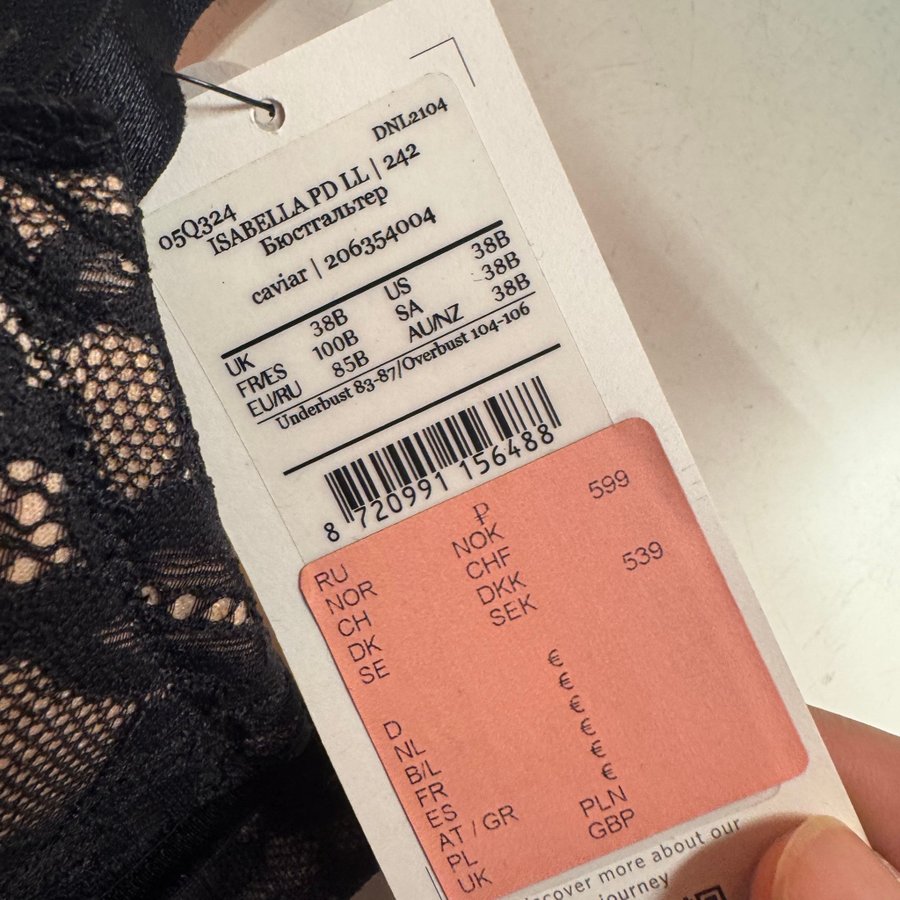 DNL2104
05Q324
ISABELLA PD LL | 242
Бюстгальтер
caviar | 206354004
UK 38B US 38B
FR/ES 100B SA 38B
EU/RU 85B AU/NZ 38B
Underbust 83-87/Overbust 104-106
8 720991 156488
RU ₽
NOR NOK 599
CH CHF
DK DKK
SE SEK 539
D €
NL €
B/L €
FR €
ES €
AT / GR €
PL PLN
UK GBP
more about our
journey